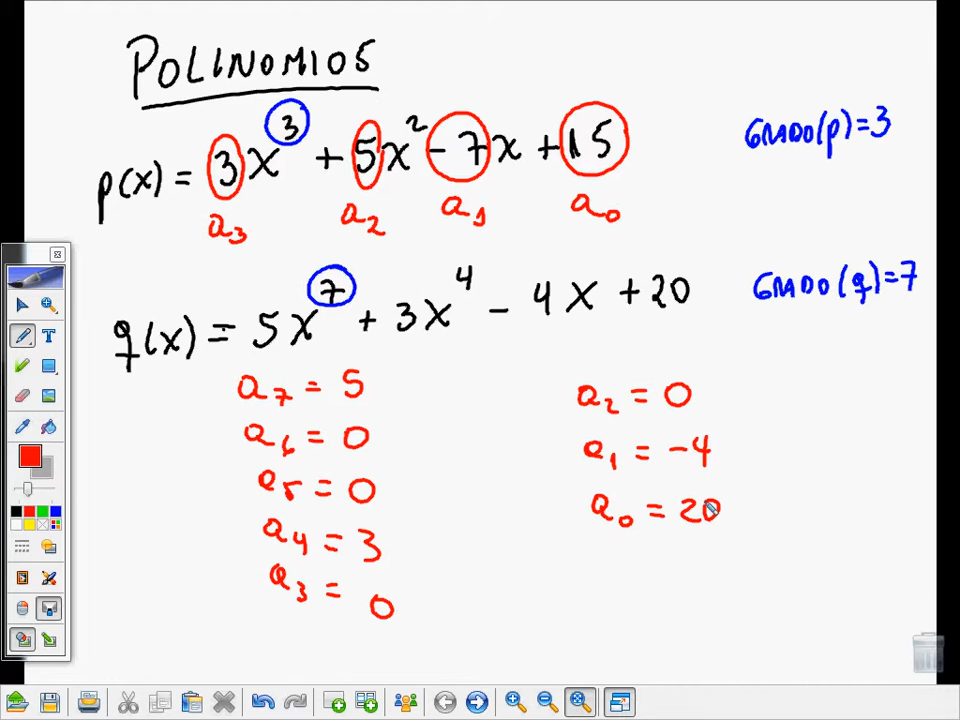 POLINOMIOS
p(x) = 3x³ + 5x² - 7x + 15
GRADO(p)=3
a₃ a₂ a₁ a₀
q(x) = 5x⁷ + 3x⁴ - 4x + 20
GRADO(q)=7
a₇ = 5
a₆ = 0
a₅ = 0
a₄ = 3
a₃ = 0
a₂ = 0
a₁ = -4
a₀ = 20